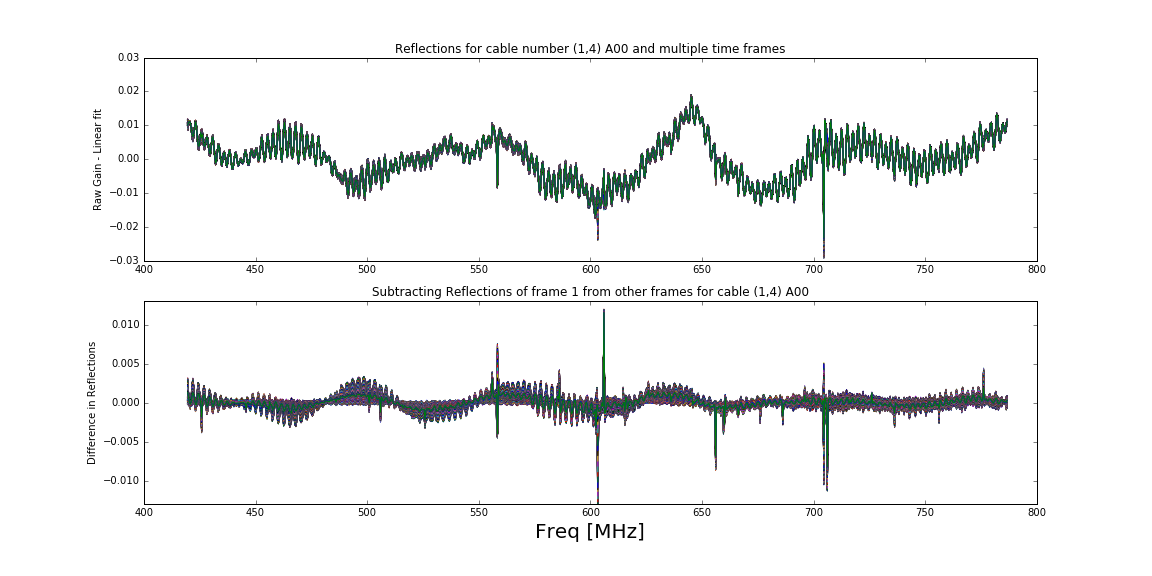 Reflections for cable number (1,4) A00 and multiple time frames
0.03
0.02
0.01
0.00
−0.01
−0.02
−0.03
Raw Gain - Linear fit
400 450 500 550 600 650 700 750 800
Subtracting Reflections of frame 1 from other frames for cable (1,4) A00
0.010
0.005
0.000
−0.005
−0.010
Difference in Reflections
400 450 500 550 600 650 700 750 800
Freq [MHz]